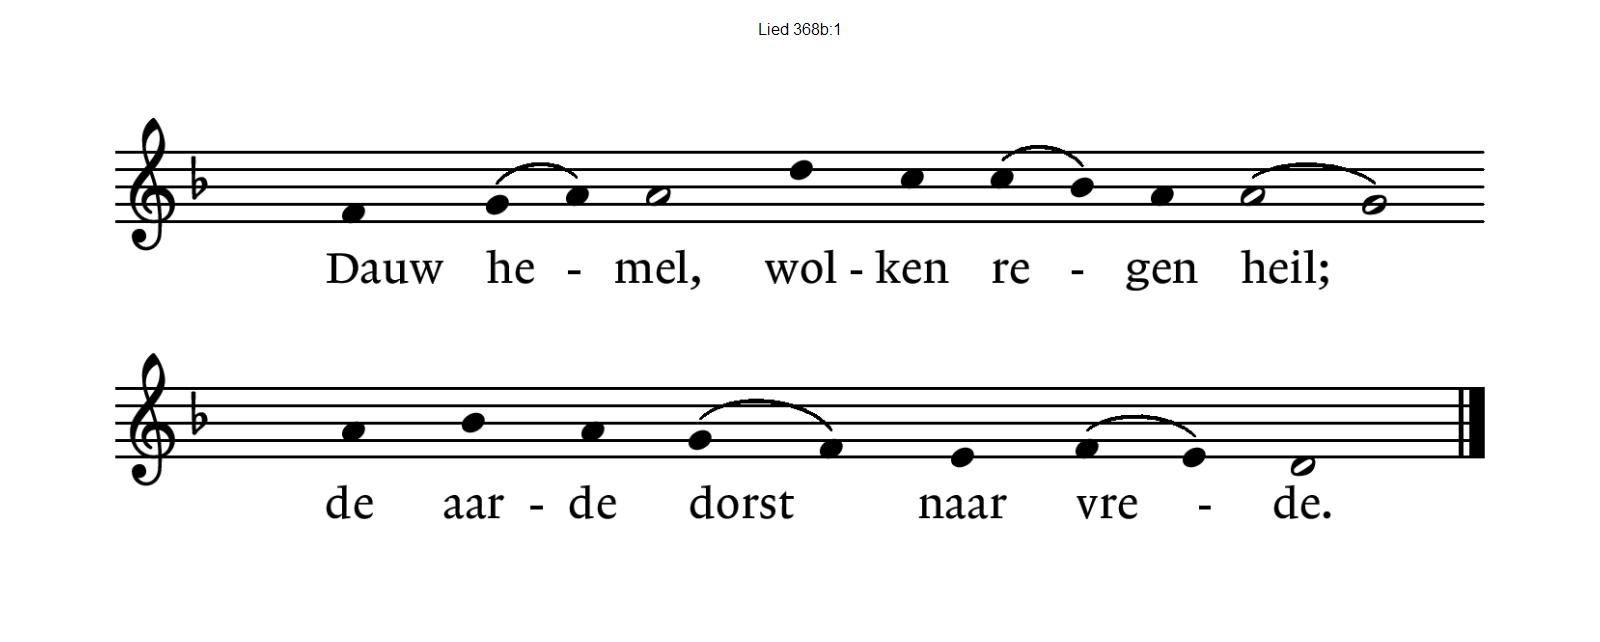 Lied 368b:1
Dauw he - mel, wol - ken re - gen heil;
de aar - de dorst naar vre - de.